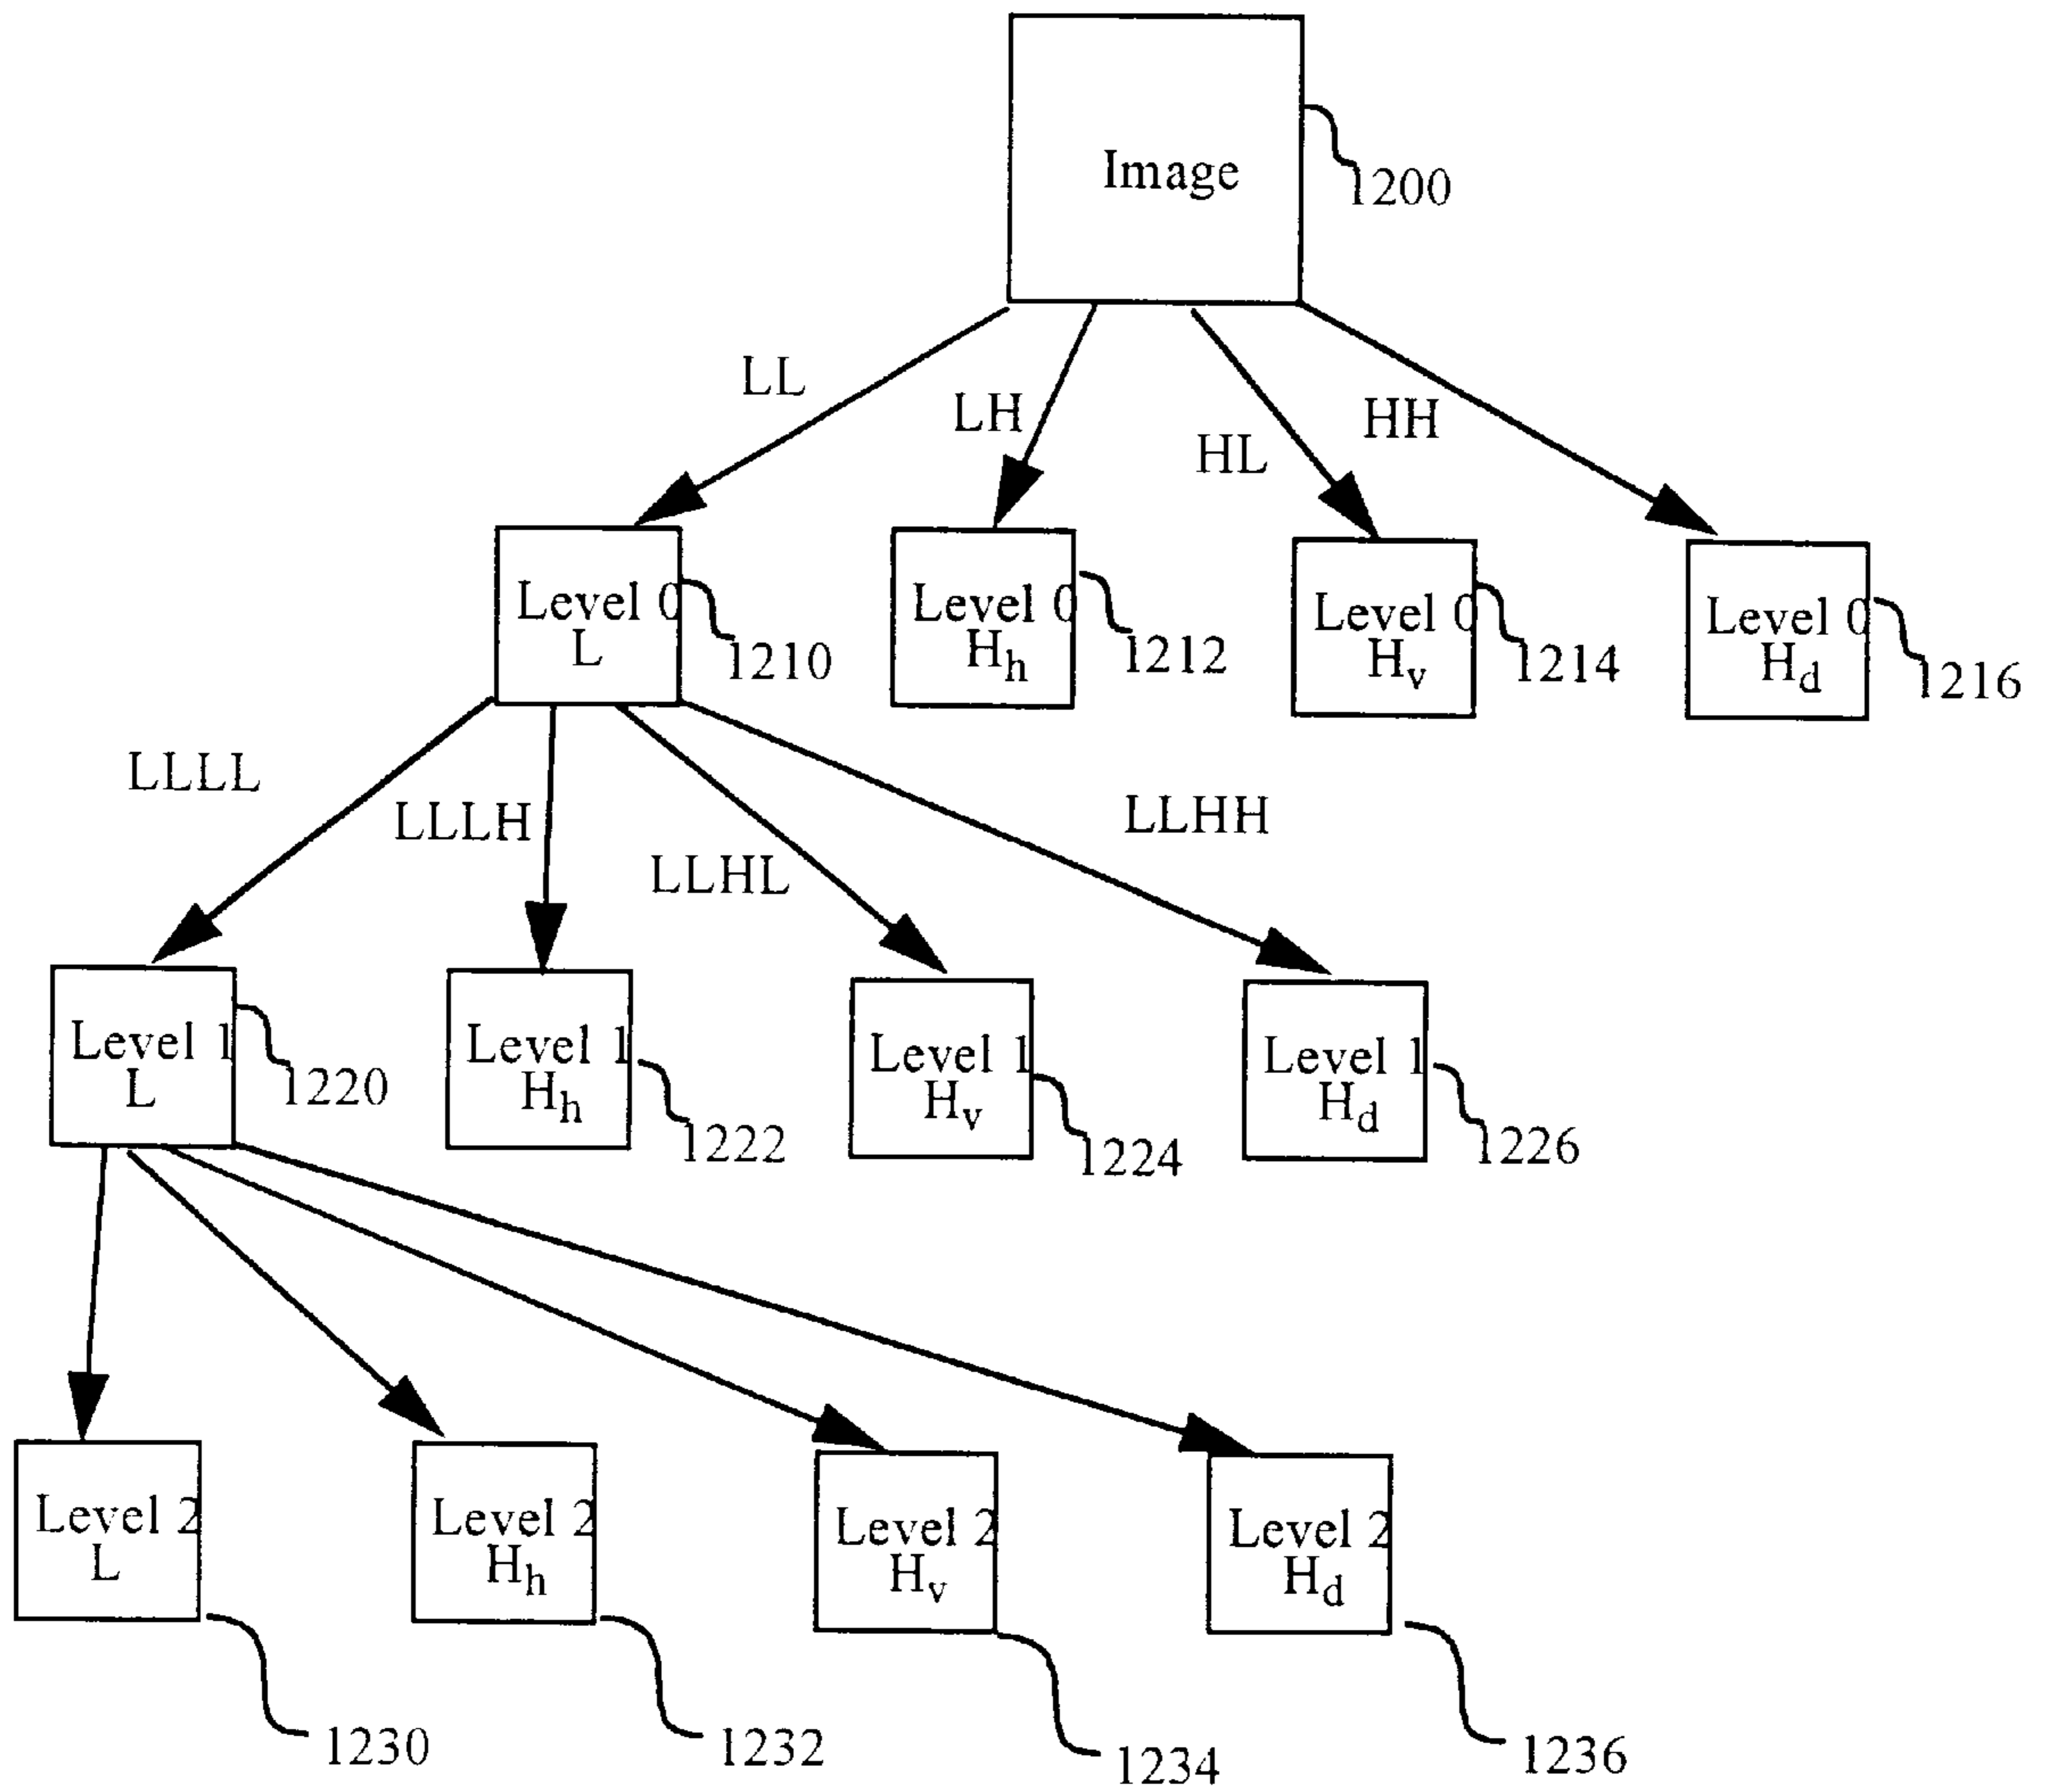 Image
1200
LL
LH
HL
HH
Level 0
L
1210
Level 0
Hh
1212
Level 0
Hv
1214
Level 0
Hd
1216
LLLL
LLLH
LLHL
LLHH
Level 1
L
1220
Level 1
Hh
1222
Level 1
Hv
1224
Level 1
Hd
1226
Level 2
L
1230
Level 2
Hh
1232
Level 2
Hv
1234
Level 2
Hd
1236